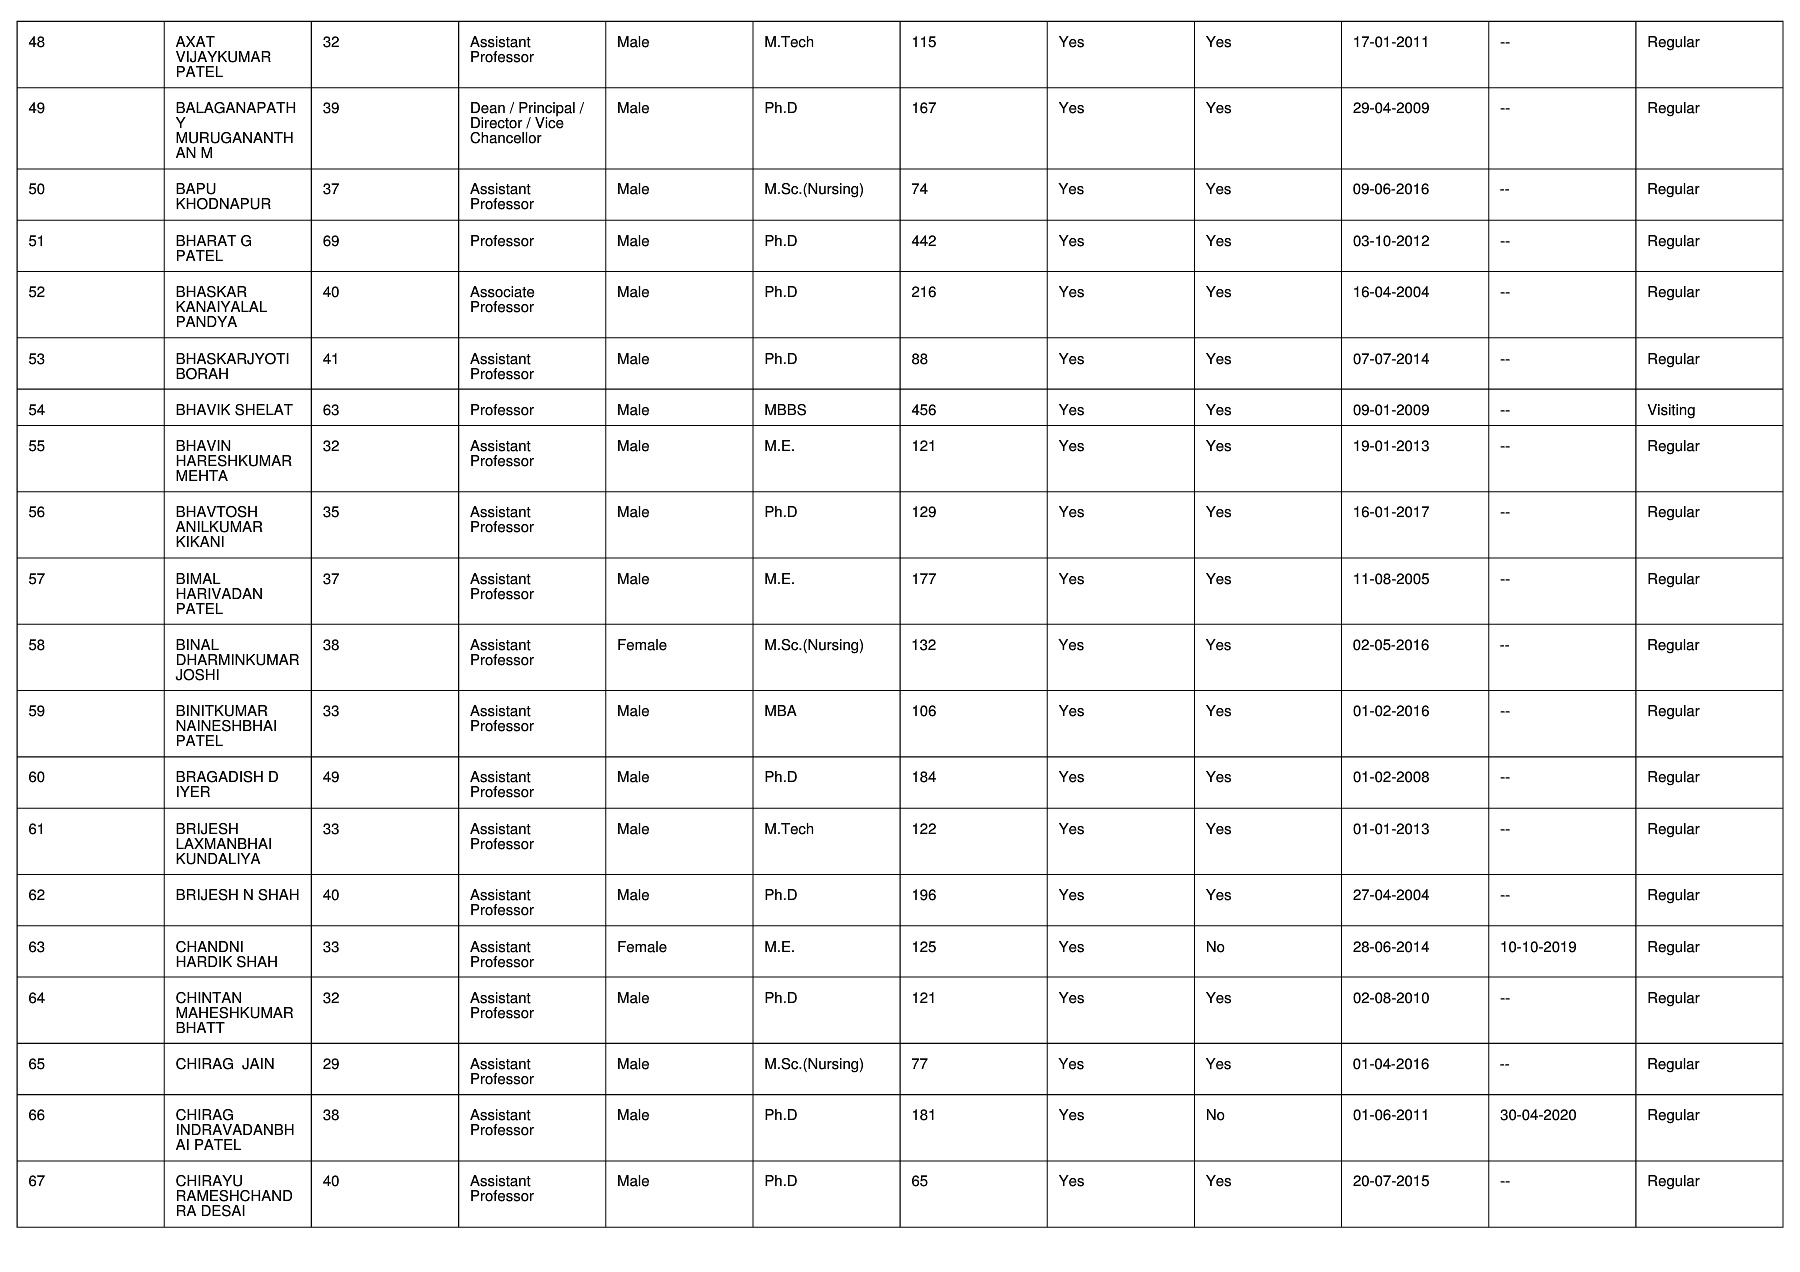 48 AXAT 32 Assistant Male M.Tech 115 Yes Yes 17-01-2011 -- Regular
VIJAYKUMAR Professor
PATEL
49 BALAGANAPATH 39 Dean / Principal / Male Ph.D 167 Yes Yes 29-04-2009 -- Regular
Y Director / Vice
MURUGANANTH Chancellor
AN M
50 BAPU 37 Assistant Male M.Sc.(Nursing) 74 Yes Yes 09-06-2016 -- Regular
KHODNAPUR Professor
51 BHARAT G 69 Professor Male Ph.D 442 Yes Yes 03-10-2012 -- Regular
PATEL
52 BHASKAR 40 Associate Male Ph.D 216 Yes Yes 16-04-2004 -- Regular
KANAIYALAL Professor
PANDYA
53 BHASKARJYOTI 41 Assistant Male Ph.D 88 Yes Yes 07-07-2014 -- Regular
BORAH Professor
54 BHAVIK SHELAT 63 Professor Male MBBS 456 Yes Yes 09-01-2009 -- Visiting
55 BHAVIN 32 Assistant Male M.E. 121 Yes Yes 19-01-2013 -- Regular
HARESHKUMAR Professor
MEHTA
56 BHAVTOSH 35 Assistant Male Ph.D 129 Yes Yes 16-01-2017 -- Regular
ANILKUMAR Professor
KIKANI
57 BIMAL 37 Assistant Male M.E. 177 Yes Yes 11-08-2005 -- Regular
HARIVADAN Professor
PATEL
58 BINAL 38 Assistant Female M.Sc.(Nursing) 132 Yes Yes 02-05-2016 -- Regular
DHARMINKUMAR Professor
JOSHI
59 BINITKUMAR 33 Assistant Male MBA 106 Yes Yes 01-02-2016 -- Regular
NAINESHBHAI Professor
PATEL
60 BRAGADISH D 49 Assistant Male Ph.D 184 Yes Yes 01-02-2008 -- Regular
IYER Professor
61 BRIJESH 33 Assistant Male M.Tech 122 Yes Yes 01-01-2013 -- Regular
LAXMANBHAI Professor
KUNDALIYA
62 BRIJESH N SHAH 40 Assistant Male Ph.D 196 Yes Yes 27-04-2004 -- Regular
Professor
63 CHANDNI 33 Assistant Female M.E. 125 Yes No 28-06-2014 10-10-2019 Regular
HARDIK SHAH Professor
64 CHINTAN 32 Assistant Male Ph.D 121 Yes Yes 02-08-2010 -- Regular
MAHESHKUMAR Professor
BHATT
65 CHIRAG JAIN 29 Assistant Male M.Sc.(Nursing) 77 Yes Yes 01-04-2016 -- Regular
Professor
66 CHIRAG 38 Assistant Male Ph.D 181 Yes No 01-06-2011 30-04-2020 Regular
INDRAVADANBH Professor
AI PATEL
67 CHIRAYU 40 Assistant Male Ph.D 65 Yes Yes 20-07-2015 -- Regular
RAMESHCHAND Professor
RA DESAI